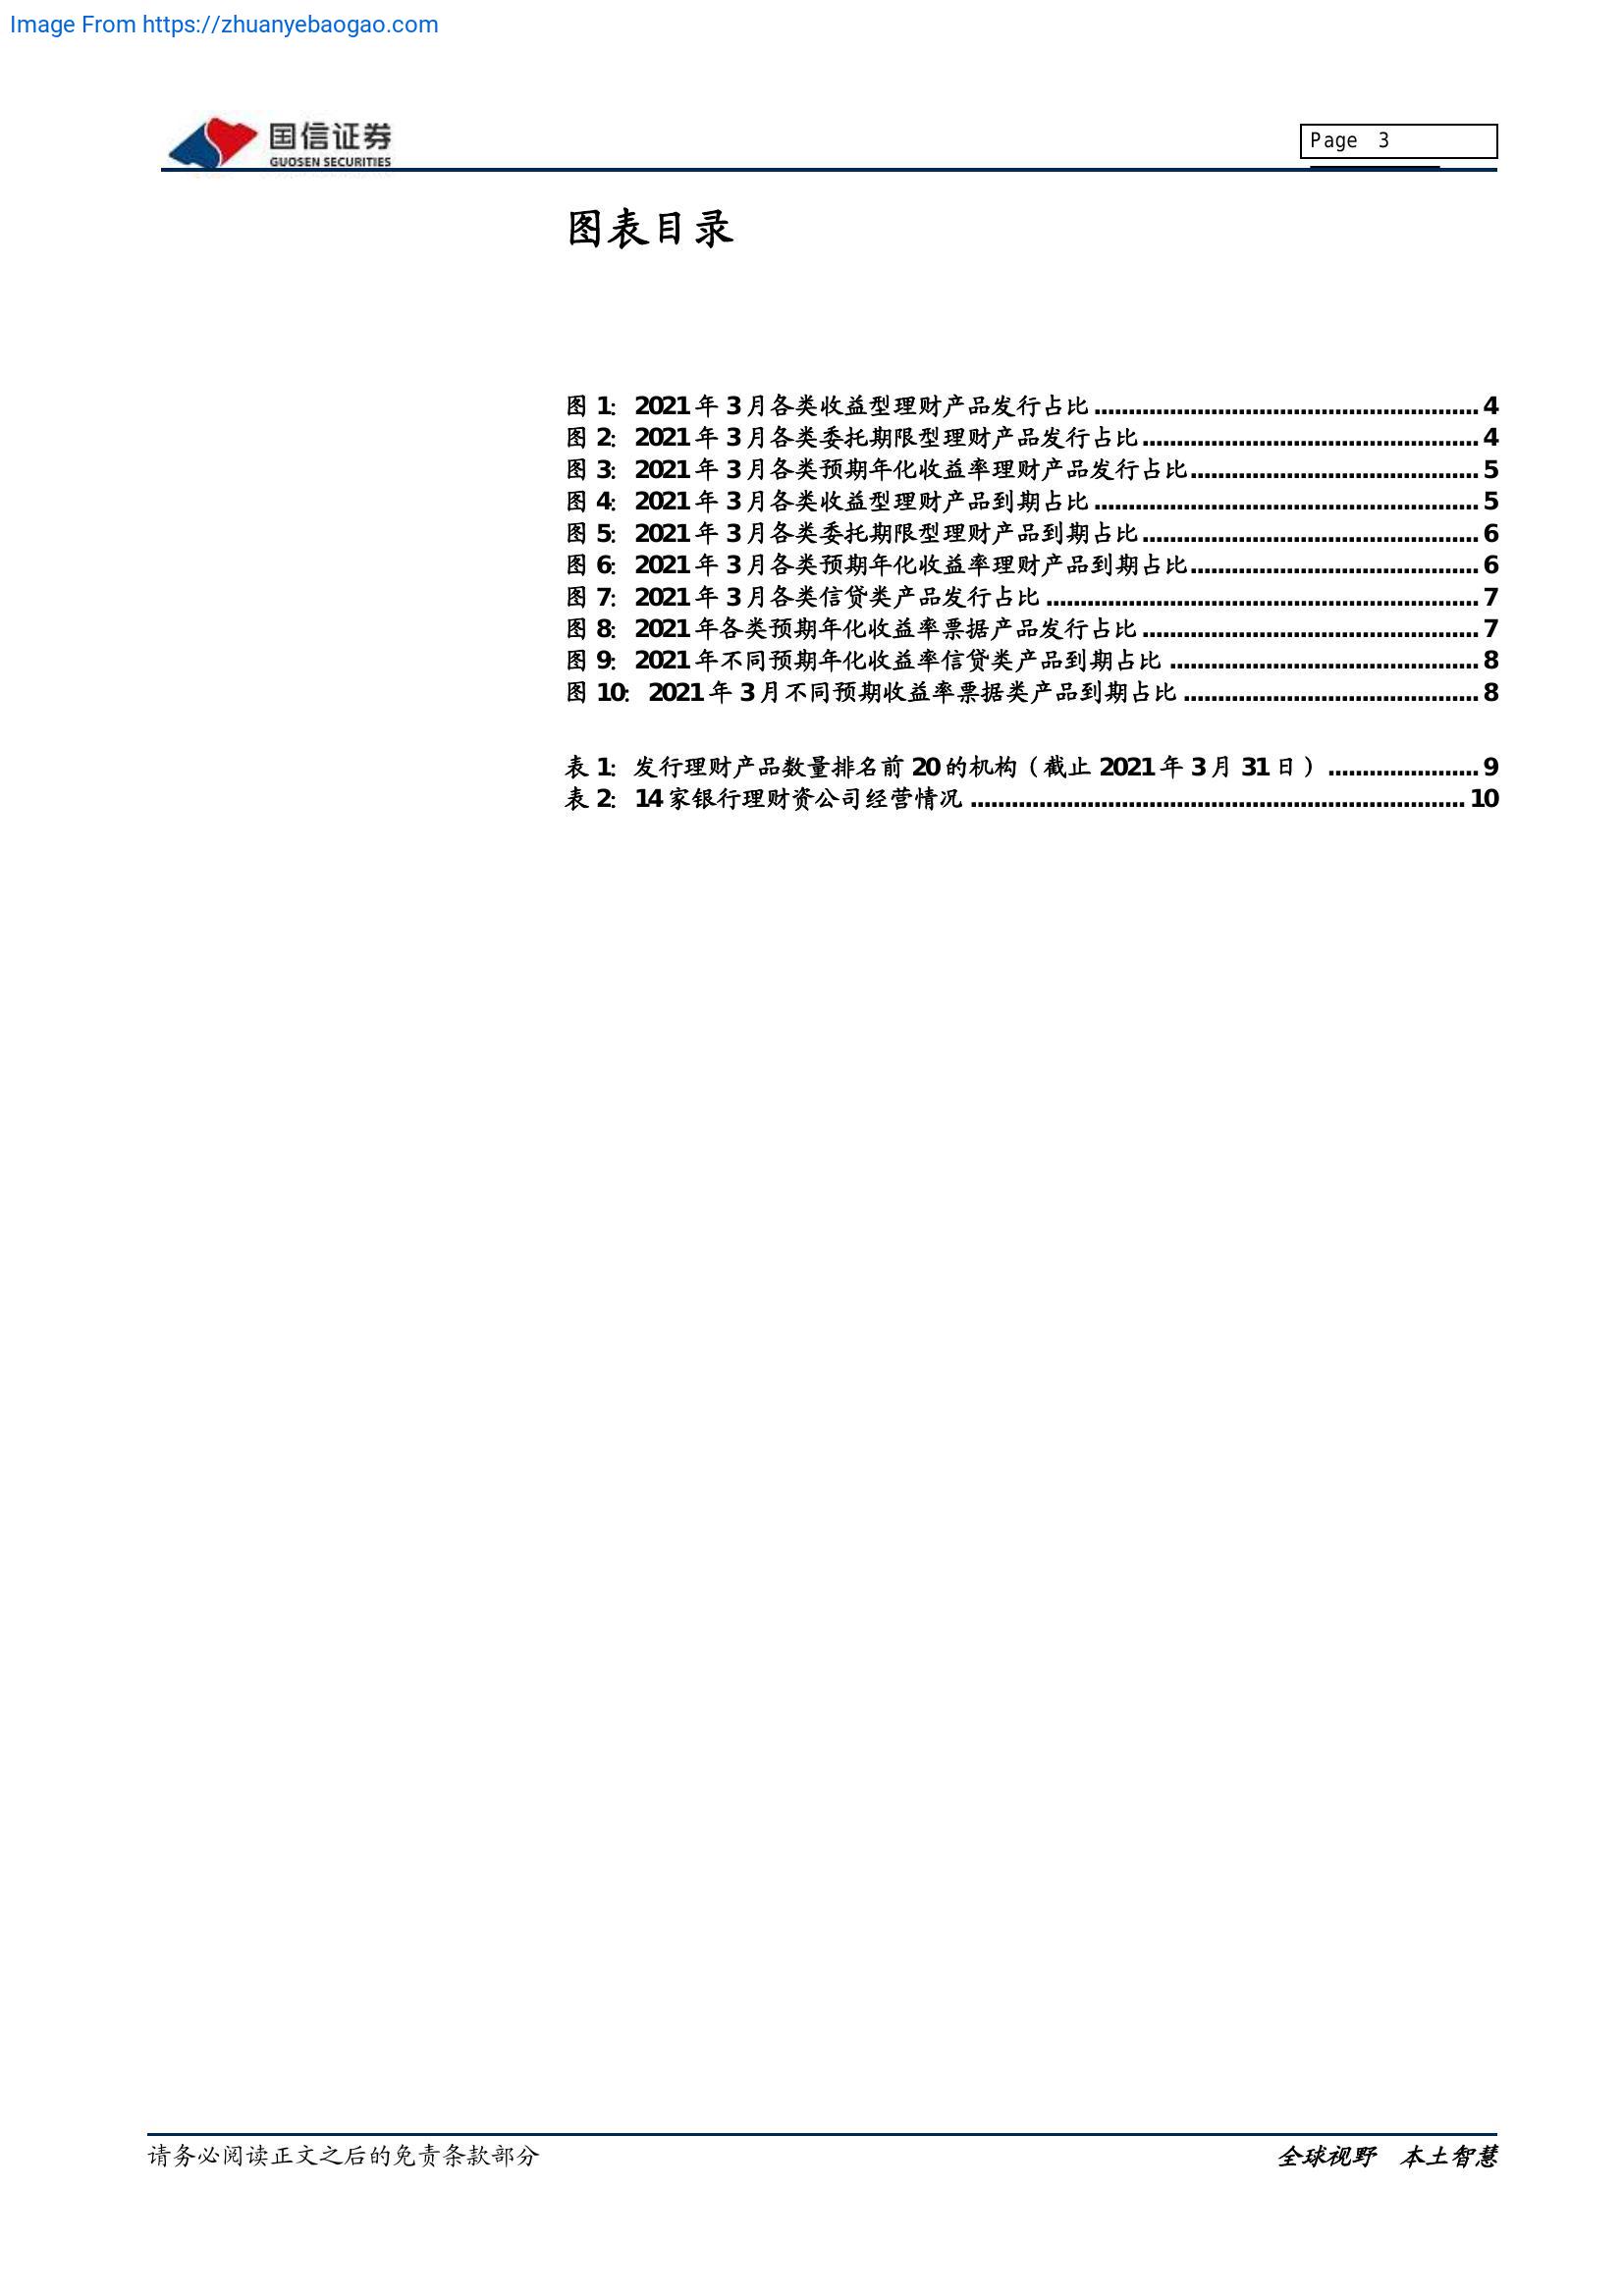 Image From https://zhuanyebaogao.com
国信证券
GUOSEN SECURITIES
Page 3
图表目录
图 1: 2021 年 3 月各类收益型理财产品发行占比 ........................................................ 4
图 2: 2021 年 3 月各类委托期限型理财产品发行占比 ................................................. 4
图 3: 2021 年 3 月各类预期年化收益率理财产品发行占比 .......................................... 5
图 4: 2021 年 3 月各类收益型理财产品到期占比 ........................................................ 5
图 5: 2021 年 3 月各类委托期限型理财产品到期占比 ................................................. 6
图 6: 2021 年 3 月各类预期年化收益率理财产品到期占比 .......................................... 6
图 7: 2021 年 3 月各类信贷类产品发行占比 ............................................................... 7
图 8: 2021 年各类预期年化收益率票据产品发行占比 ................................................. 7
图 9: 2021 年不同预期年化收益率信贷类产品到期占比 ............................................. 8
图 10: 2021 年 3 月不同预期收益率票据类产品到期占比 ........................................... 8
表 1: 发行理财产品数量排名前 20 的机构（截止 2021 年 3 月 31 日） ...................... 9
表 2: 14 家银行理财资公司经营情况 ........................................................................ 10
请务必阅读正文之后的免责条款部分
全球视野 本土智慧